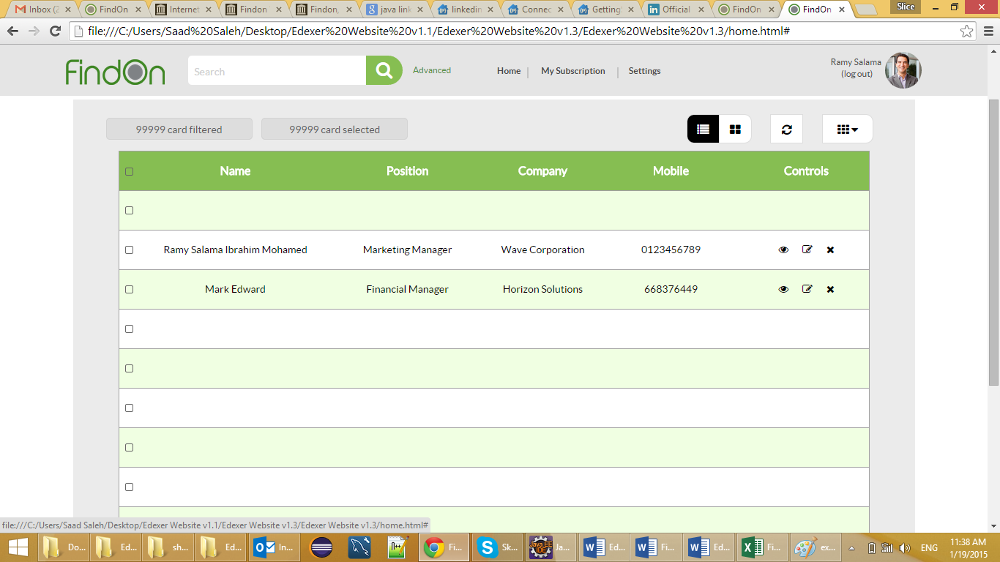 Inbox (2
FindOn
Internet
Findon
Findon,
java link
linkedin
Connec
Getting
Official
FindOn
FindOn
Slice
file:///C:/Users/Saad%20Saleh/Desktop/Edexer%20Website%20v1.1/Edexer%20Website%20v1.3/Edexer%20Website%20v1.3/home.html#
FindOn
Search
Advanced
Home | My Subscription | Settings
Ramy Salama
(log out)
99999 card filtered
99999 card selected
Name Position Company Mobile Controls
Ramy Salama Ibrahim Mohamed Marketing Manager Wave Corporation 0123456789
Mark Edward Financial Manager Horizon Solutions 668376449
file:///C:/Users/Saad Saleh/Desktop/Edexer Website v1.1/Edexer Website v1.3/Edexer Website v1.3/home.html#
Do...
Ed...
sh...
Ed...
In...
Fi...
Sk...
Java EE
IDE
Ja...
Ed...
Fi...
Ed...
Fi...
ex...
ENG
11:38 AM
1/19/2015